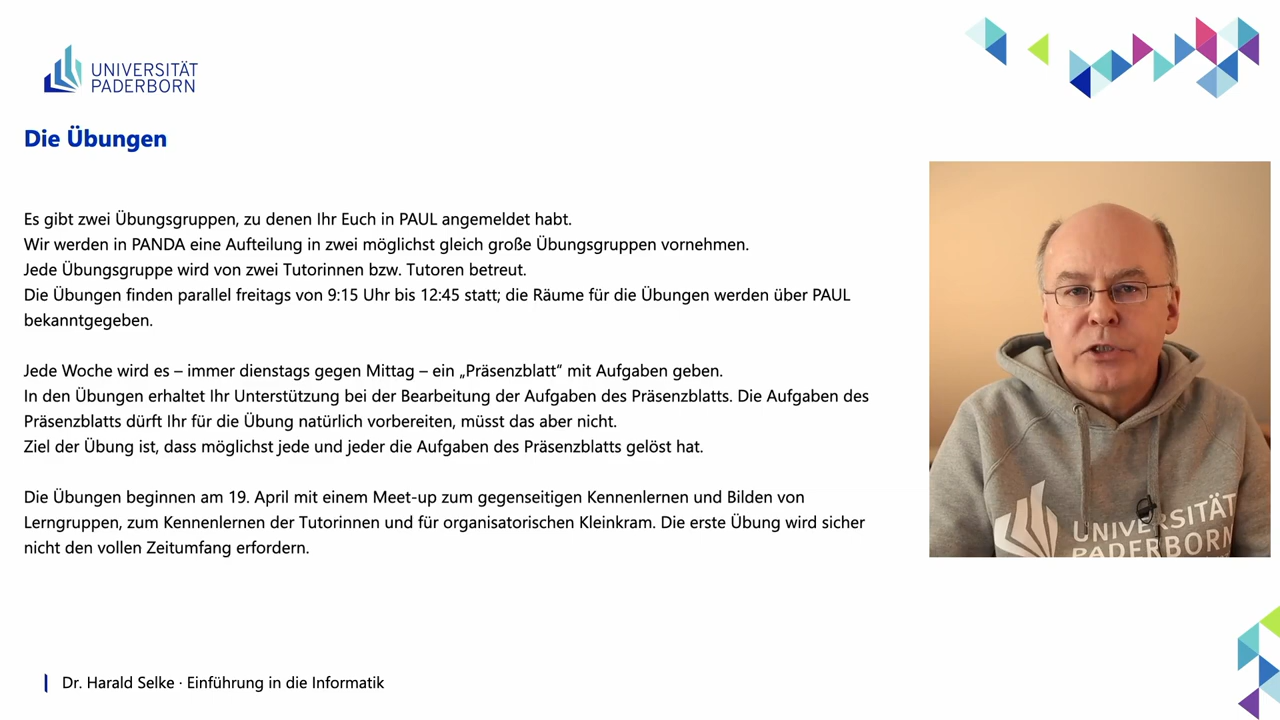 UNIVERSITÄT
PADERBORN
Die Übungen
Es gibt zwei Übungsgruppen, zu denen Ihr Euch in PAUL angemeldet habt.
Wir werden in PANDA eine Aufteilung in zwei möglichst gleich große Übungsgruppen vornehmen.
Jede Übungsgruppe wird von zwei Tutorinnen bzw. Tutoren betreut.
Die Übungen finden parallel freitags von 9:15 Uhr bis 12:45 statt; die Räume für die Übungen werden über PAUL
bekanntgegeben.
Jede Woche wird es – immer dienstags gegen Mittag – ein „Präsenzblatt“ mit Aufgaben geben.
In den Übungen erhaltet Ihr Unterstützung bei der Bearbeitung der Aufgaben des Präsenzblatts. Die Aufgaben des
Präsenzblatts dürft Ihr für die Übung natürlich vorbereiten, müsst das aber nicht.
Ziel der Übung ist, dass möglichst jede und jeder die Aufgaben des Präsenzblatts gelöst hat.
Die Übungen beginnen am 19. April mit einem Meet-up zum gegenseitigen Kennenlernen und Bilden von
Lerngruppen, zum Kennenlernen der Tutorinnen und für organisatorischen Kleinkram. Die erste Übung wird sicher
nicht den vollen Zeitumfang erfordern.
UNIVERSITÄT
PADERBORN
Dr. Harald Selke · Einführung in die Informatik